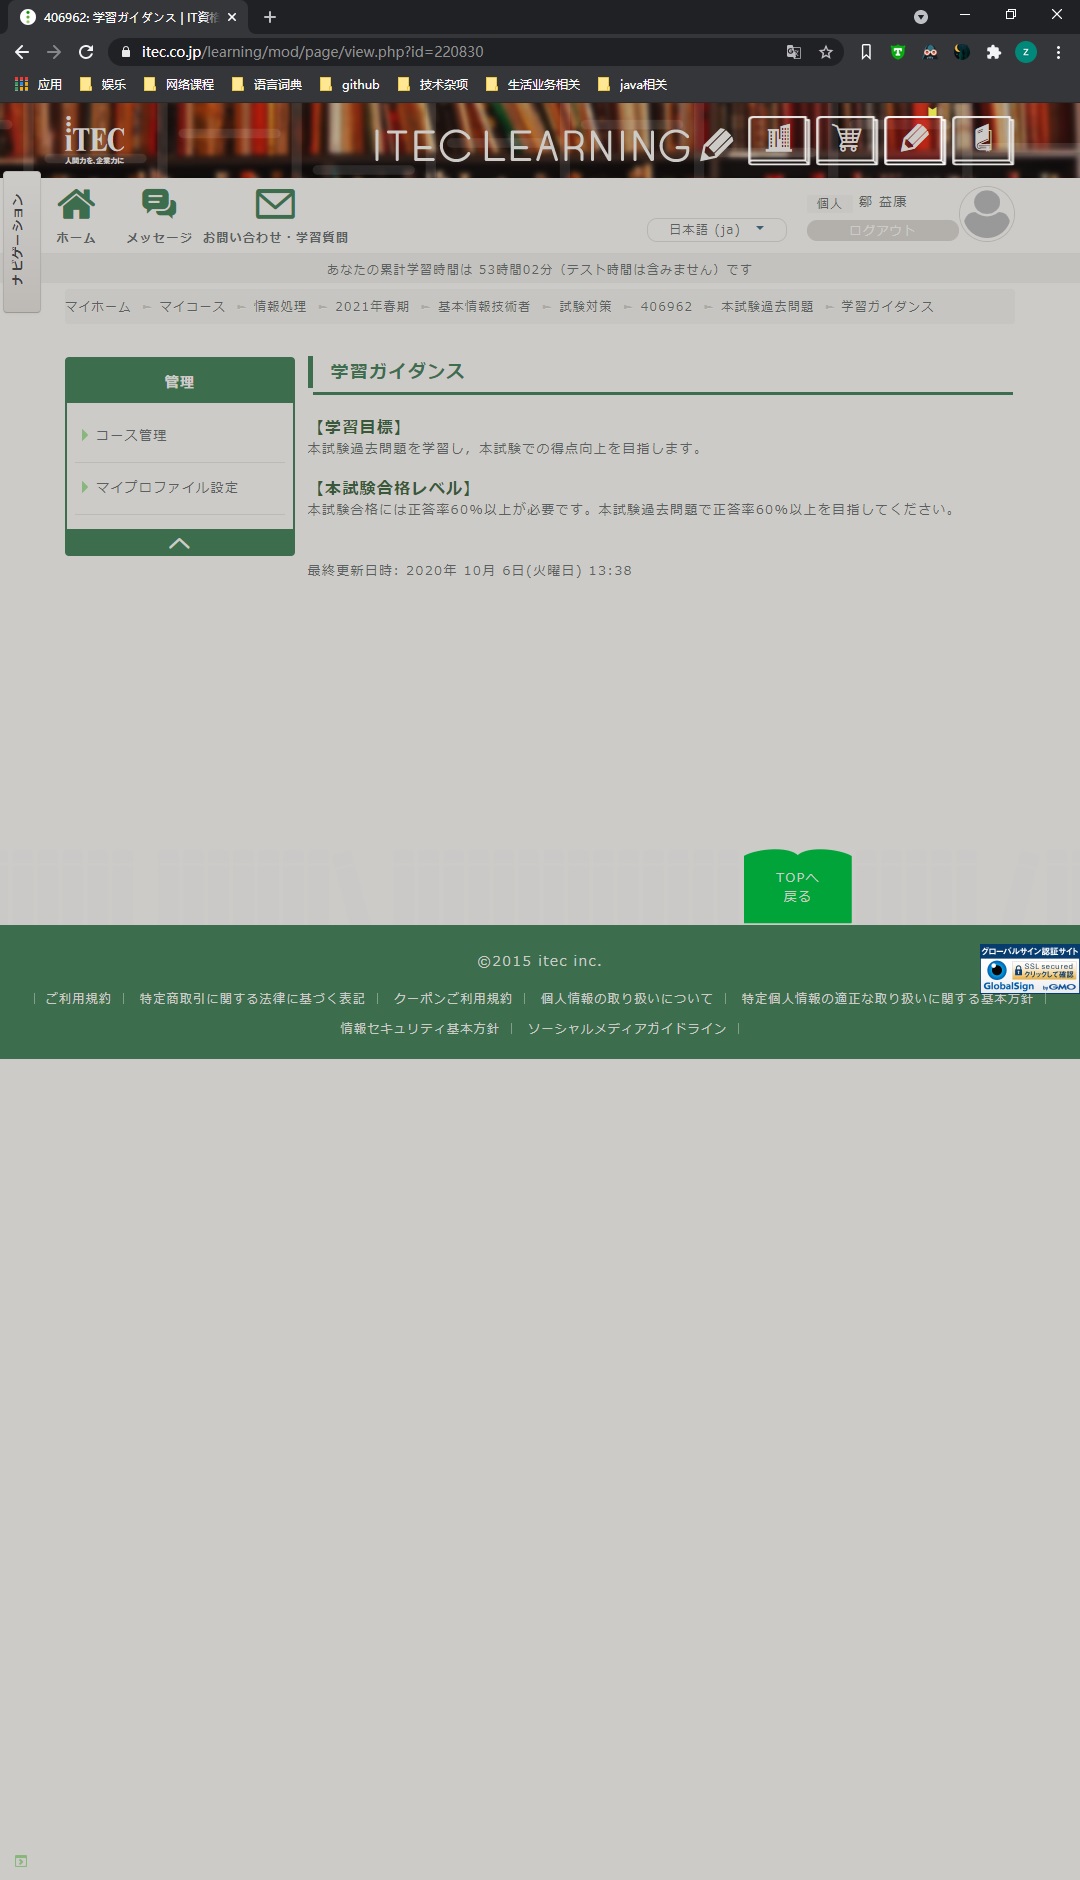 406962: 学習ガイダンス | IT資格
itec.co.jp/learning/mod/page/view.php?id=220830
应用 娱乐 网络课程 语言词典 github 技术杂项 生活业务相关 java相关
iTEC
人間力を、企業力に
ITEC LEARNING
ナビゲーション
ホーム メッセージ お問い合わせ・学習質問
日本語 (ja)
個人 鄒 益康
ログアウト
あなたの累計学習時間は 53時間02分（テスト時間は含みません）です
マイホーム ← マイコース ← 情報処理 ← 2021年春期 ← 基本情報技術者 ← 試験対策 ← 406962 ← 本試験過去問題 ← 学習ガイダンス
管理
コース管理
マイプロファイル設定
学習ガイダンス
【学習目標】
本試験過去問題を学習し，本試験での得点向上を目指します。
【本試験合格レベル】
本試験合格には正答率60%以上が必要です。本試験過去問題で正答率60%以上を目指してください。
最終更新日時: 2020年 10月 6日(火曜日) 13:38
TOPへ
戻る
©2015 itec inc.
| ご利用規約 | 特定商取引に関する法律に基づく表記 | クーポンご利用規約 | 個人情報の取り扱いについて | 特定個人情報の適正な取り扱いに関する基本方針 |
情報セキュリティ基本方針 | ソーシャルメディアガイドライン |
グローバルサイン認証サイト
SSL secured
クリックして確認
GlobalSign by GMO